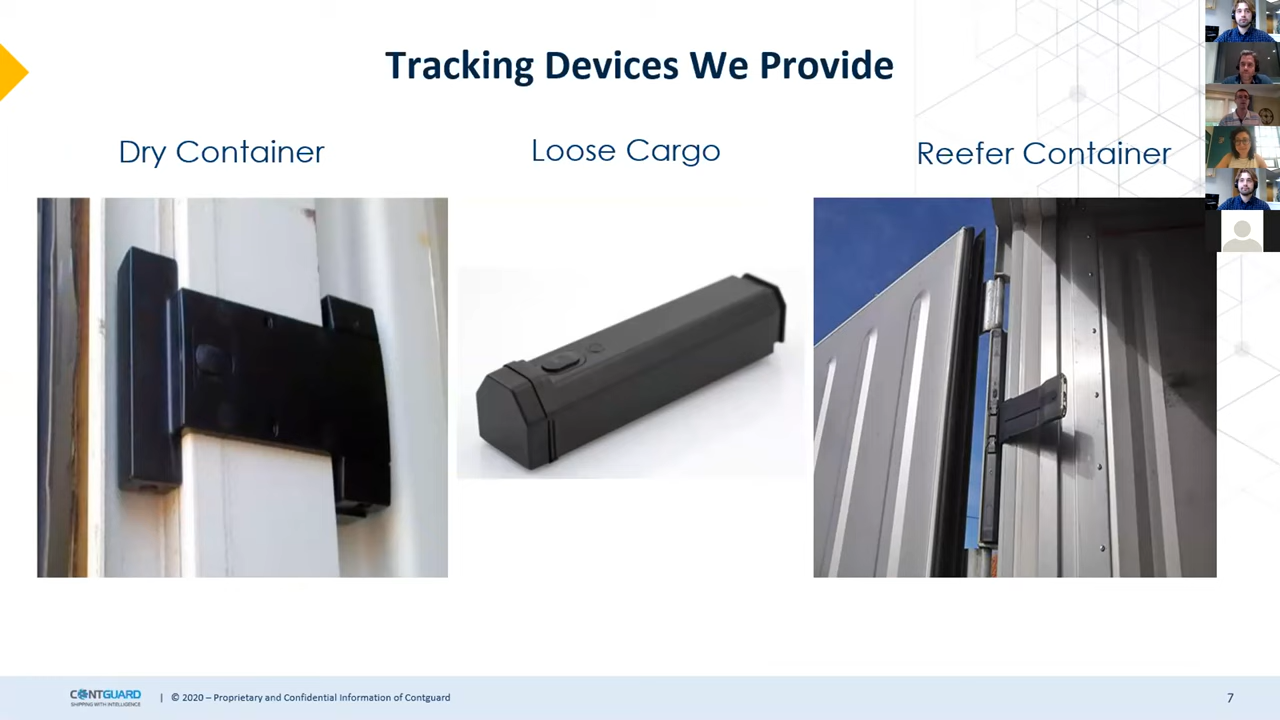 Tracking Devices We Provide
Dry Container
Loose Cargo
Reefer Container
CONTGUARD
SHIPPING WITH INTELLIGENCE
| © 2020 – Proprietary and Confidential Information of Contguard
7